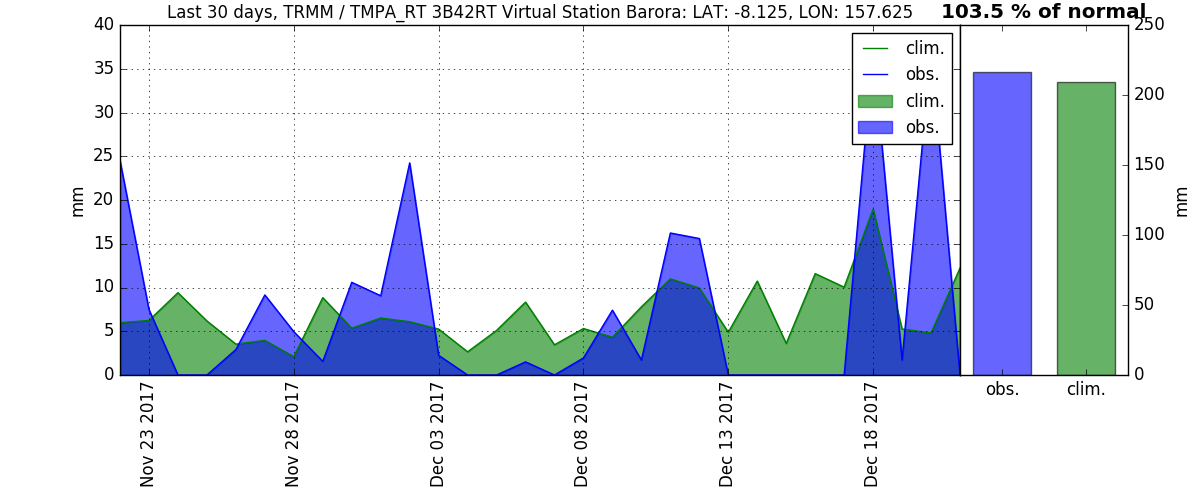 Last 30 days, TRMM / TMPA_RT 3B42RT Virtual Station Barora: LAT: -8.125, LON: 157.625
103.5 % of normal
40
35
30
25
20
15
10
5
0
mm
clim.
obs.
clim.
obs.
250
200
150
100
50
0
mm
obs.
clim.
Nov 23 2017
Nov 28 2017
Dec 03 2017
Dec 08 2017
Dec 13 2017
Dec 18 2017